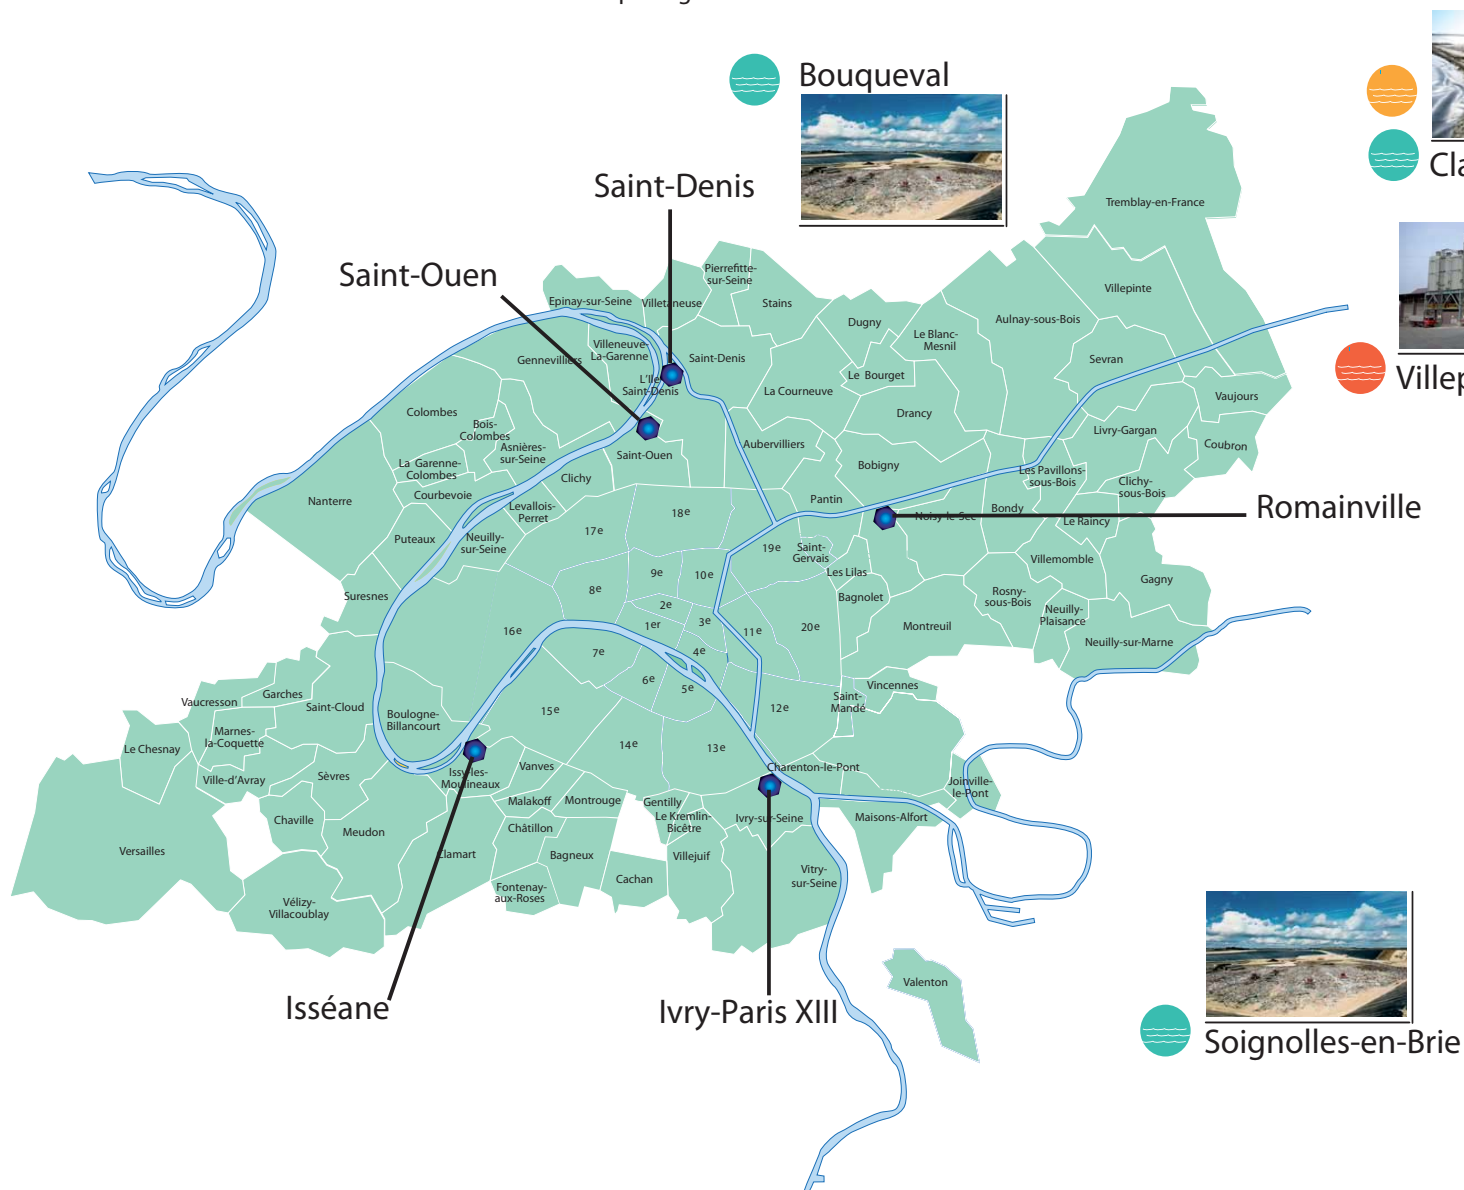 Bouqueval
Cla
Saint-Denis
Tremblay-en-France
Saint-Ouen
Pierrefitte-
sur-Seine
Villepinte
Epinay-sur-Seine
Villetaneuse
Stains
Dugny
Aulnay-sous-Bois
Le Blanc-
Mesnil
Villeneuve-
La-Garenne
Gennevilliers
Saint-Denis
Sevran
Villep
L'Ile
Saint-Denis
Le Bourget
La Courneuve
Vaujours
Colombes
Drancy
Bois-
Colombes
Livry-Gargan
Asnières-
sur-Seine
Aubervilliers
Coubron
Saint-Ouen
La Garenne-
Colombes
Bobigny
Les Pavillons-
sous-Bois
Clichy
Clichy-
sous-Bois
Courbevoie
Nanterre
Levallois-
Perret
Pantin
Romainville
Bondy
18e
Noisy-le-Sec
Le Raincy
17e
Puteaux
Neuilly-
sur-Seine
19e
Saint-
Gervais
Villemomble
9e
10e
Les Lilas
Gagny
8e
Suresnes
Bagnolet
Rosny-
sous-Bois
2e
Neuilly-
Plaisance
1er
3e
16e
11e
20e
Montreuil
Neuilly-sur-Marne
7e
4e
6e
5e
Vincennes
Garches
Vaucresson
Saint-Cloud
Saint-
Mandé
12e
15e
Boulogne-
Billancourt
Marnes-
la-Coquette
14e
13e
Le Chesnay
Vanves
Charenton-le-Pont
Issy-les-
Moulineaux
Sèvres
Ville-d'Avray
Joinville-
le-Pont
Malakoff
Montrouge
Gentilly
Le Kremlin-
Bicêtre
Ivry-sur-Seine
Maisons-Alfort
Chaville
Châtillon
Meudon
Versailles
Clamart
Bagneux
Villejuif
Vitry-
sur-Seine
Cachan
Fontenay-
aux-Roses
Vélizy-
Villacoublay
Valenton
Isséane
Ivry-Paris XIII
Soignolles-en-Brie